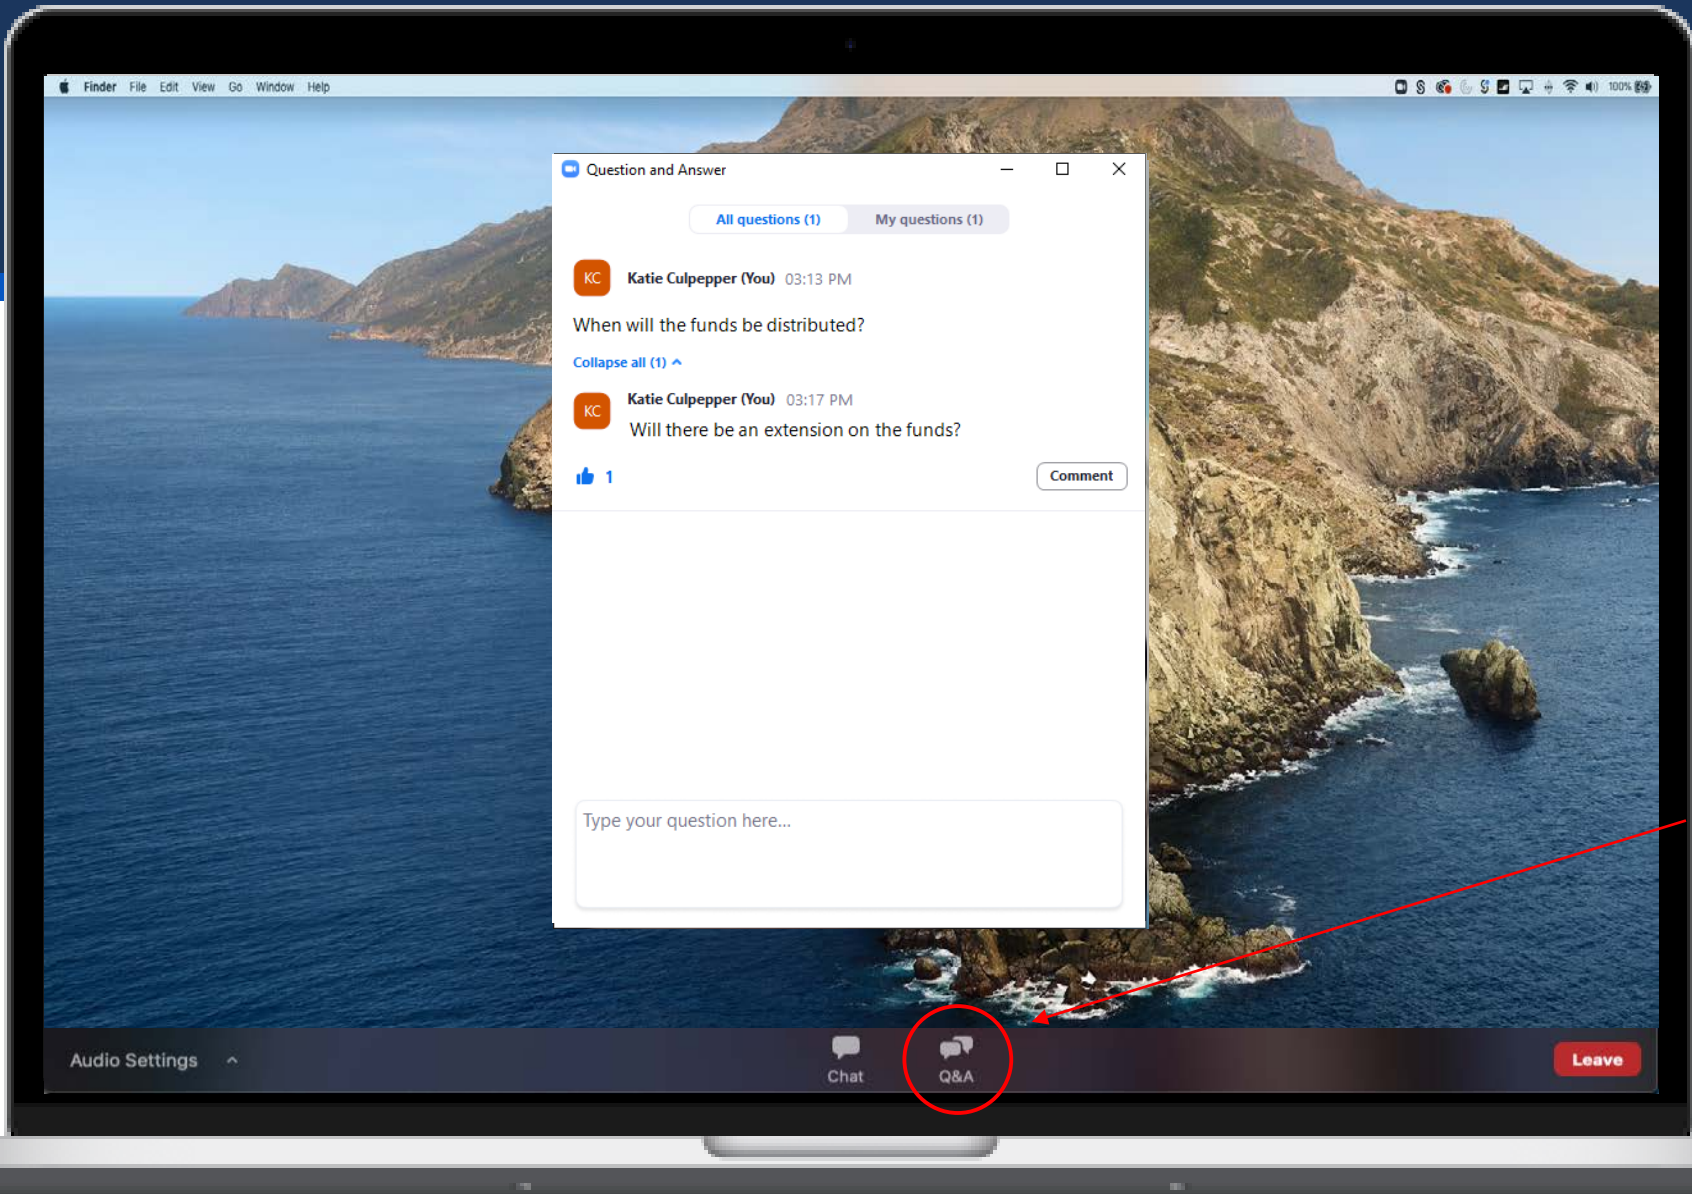 Finder File Edit View Go Window Help
100%
Question and Answer
All questions (1) My questions (1)
KC Katie Culpepper (You) 03:13 PM
When will the funds be distributed?
Collapse all (1)
KC Katie Culpepper (You) 03:17 PM
Will there be an extension on the funds?
1 Comment
Type your question here...
Audio Settings Chat Q&A Leave